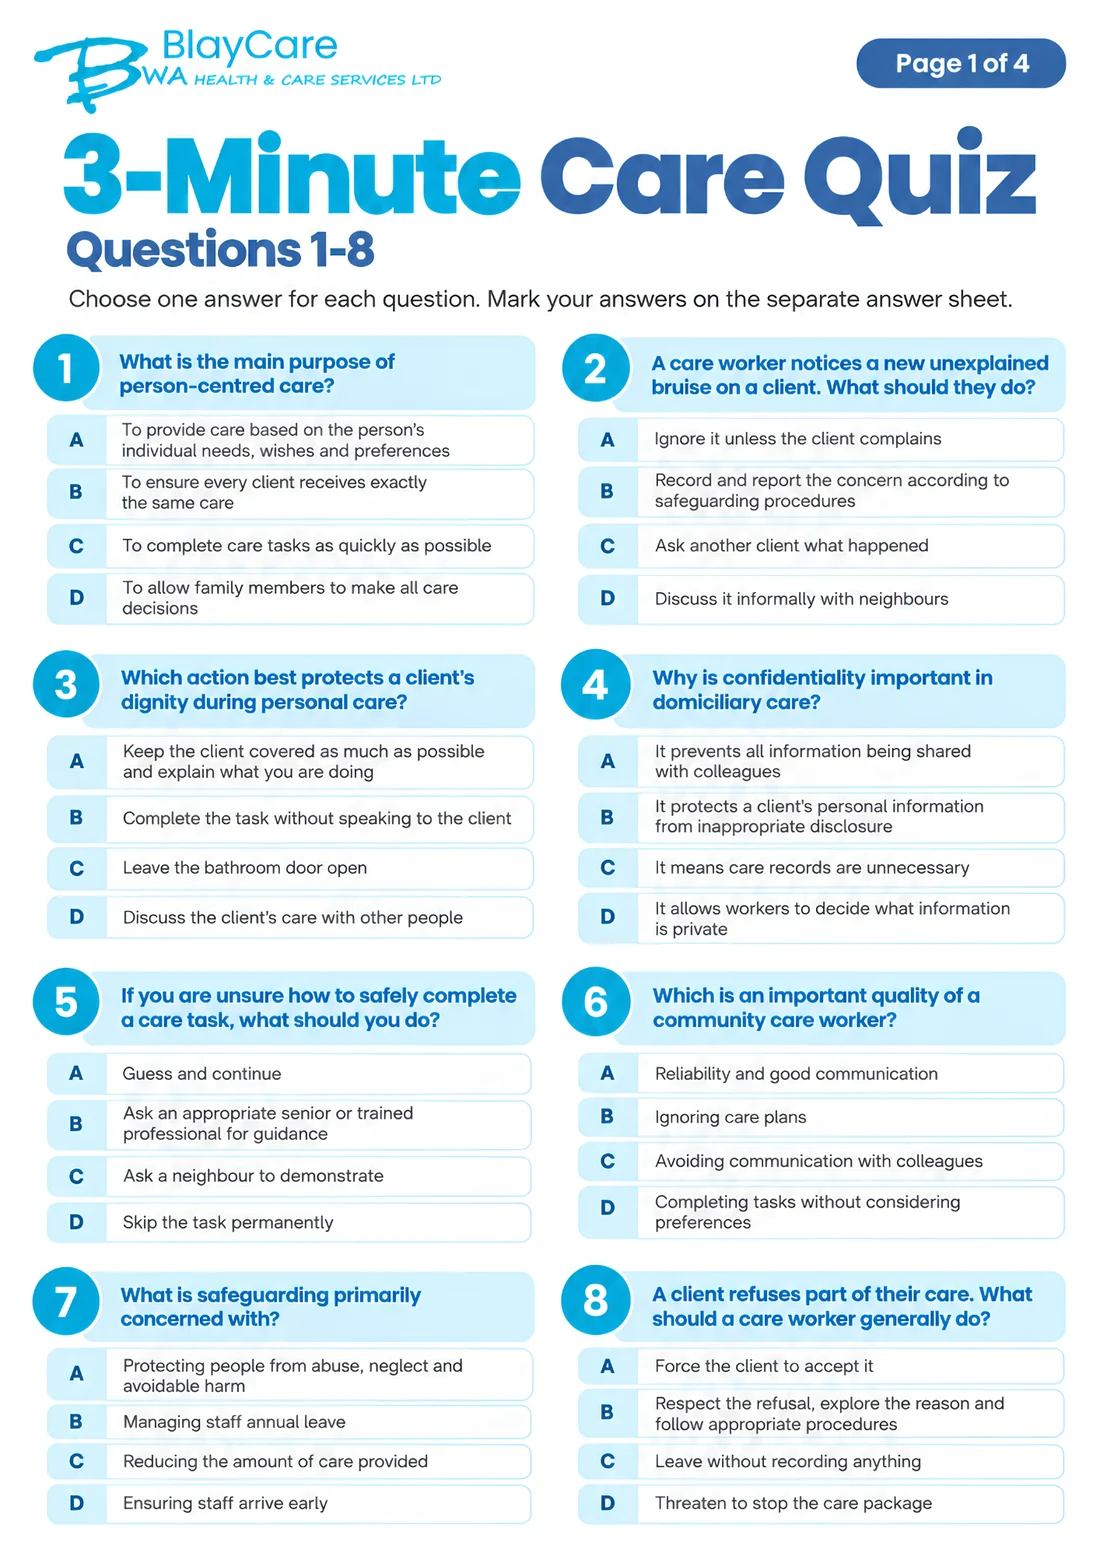 BlayCare
BWA HEALTH & CARE SERVICES LTD
Page 1 of 4
3-Minute Care Quiz
Questions 1-8
Choose one answer for each question. Mark your answers on the separate answer sheet.
1
What is the main purpose of
person-centred care?
A
To provide care based on the person's
individual needs, wishes and preferences
B
To ensure every client receives exactly
the same care
C
To complete care tasks as quickly as possible
D
To allow family members to make all care
decisions
2
A care worker notices a new unexplained
bruise on a client. What should they do?
A
Ignore it unless the client complains
B
Record and report the concern according to
safeguarding procedures
C
Ask another client what happened
D
Discuss it informally with neighbours
3
Which action best protects a client's
dignity during personal care?
A
Keep the client covered as much as possible
and explain what you are doing
B
Complete the task without speaking to the client
C
Leave the bathroom door open
D
Discuss the client's care with other people
4
Why is confidentiality important in
domiciliary care?
A
It prevents all information being shared
with colleagues
B
It protects a client's personal information
from inappropriate disclosure
C
It means care records are unnecessary
D
It allows workers to decide what information
is private
5
If you are unsure how to safely complete
a care task, what should you do?
A
Guess and continue
B
Ask an appropriate senior or trained
professional for guidance
C
Ask a neighbour to demonstrate
D
Skip the task permanently
6
Which is an important quality of a
community care worker?
A
Reliability and good communication
B
Ignoring care plans
C
Avoiding communication with colleagues
D
Completing tasks without considering
preferences
7
What is safeguarding primarily
concerned with?
A
Protecting people from abuse, neglect and
avoidable harm
B
Managing staff annual leave
C
Reducing the amount of care provided
D
Ensuring staff arrive early
8
A client refuses part of their care. What
should a care worker generally do?
A
Force the client to accept it
B
Respect the refusal, explore the reason and
follow appropriate procedures
C
Leave without recording anything
D
Threaten to stop the care package